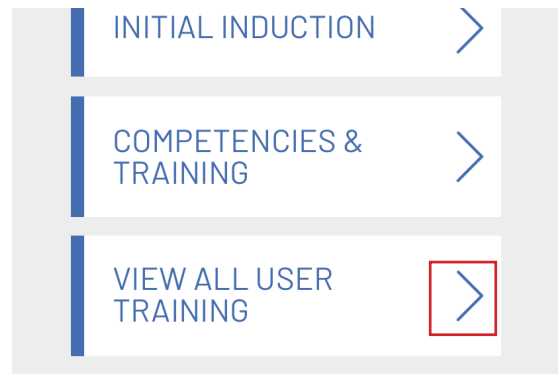 INITIAL INDUCTION
COMPETENCIES &
TRAINING
VIEW ALL USER
TRAINING